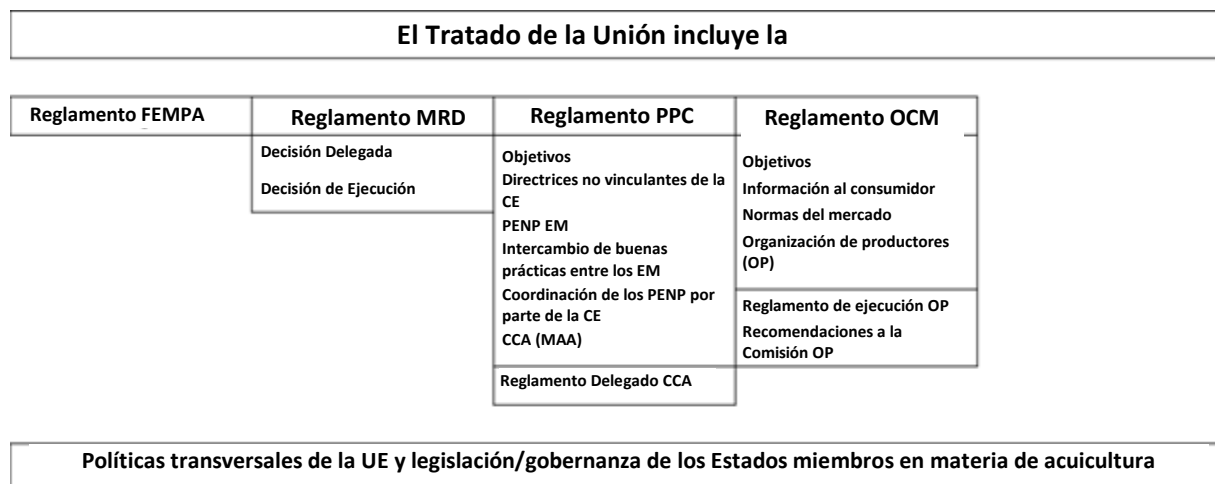 El Tratado de la Unión incluye la
Reglamento FEMPA
Reglamento MRD
Decisión Delegada
Decisión de Ejecución
Reglamento PPC
Objetivos
Directrices no vinculantes de la
CE
PENP EM
Intercambio de buenas
prácticas entre los EM
Coordinación de los PENP por
parte de la CE
CCA (MAA)
Reglamento Delegado CCA
Reglamento OCM
Objetivos
Información al consumidor
Normas del mercado
Organización de productores
(OP)
Reglamento de ejecución OP
Recomendaciones a la
Comisión OP
Políticas transversales de la UE y legislación/gobernanza de los Estados miembros en materia de acuicultura